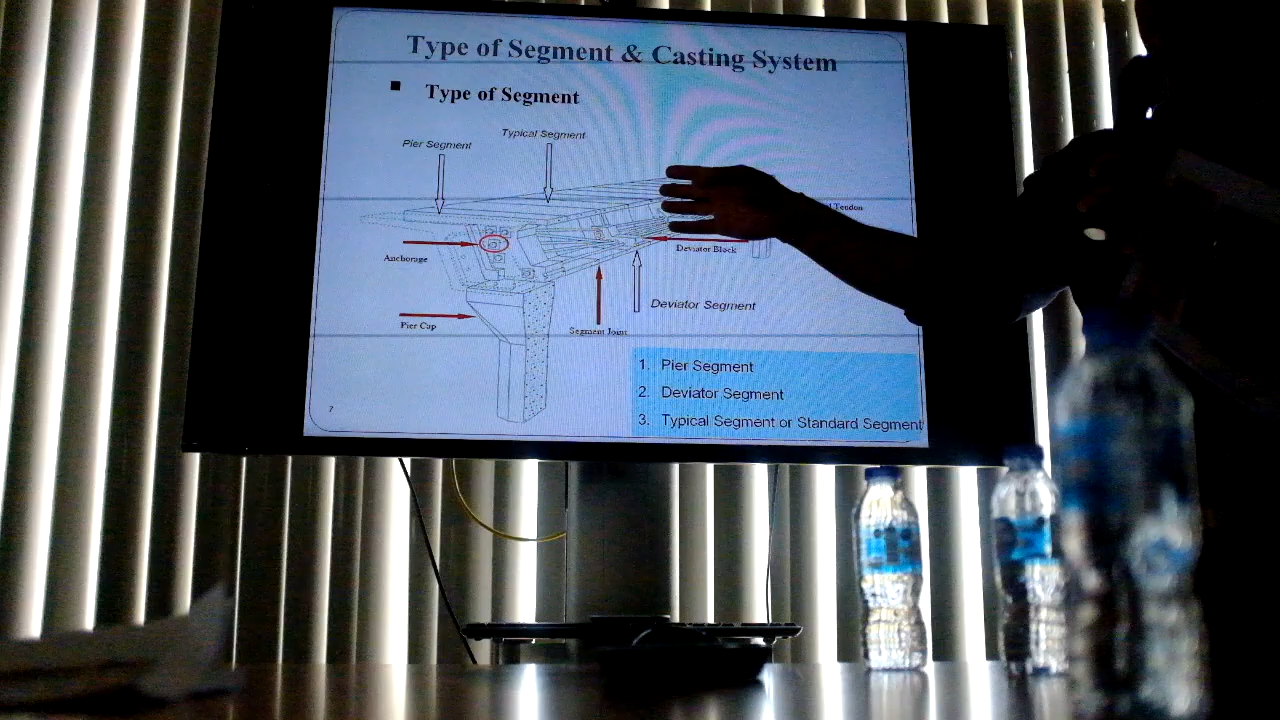 Type of Segment & Casting System
■ Type of Segment
Typical Segment
Pier Segment
Tendon
Deviator Block
Anchorage
Deviator Segment
Pier Cap
Segment Joint
1. Pier Segment
2. Deviator Segment
3. Typical Segment or Standard Segment
7